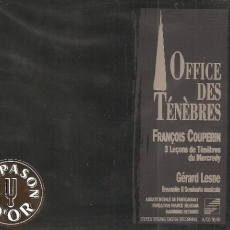 OFFICE
DES
TÉNÈBRES
FRANÇOIS COUPERIN
3 Leçons de Ténèbres
du Mercredy
Gérard Lesne
Ensemble Il Seminario musicale
PASON
D'OR